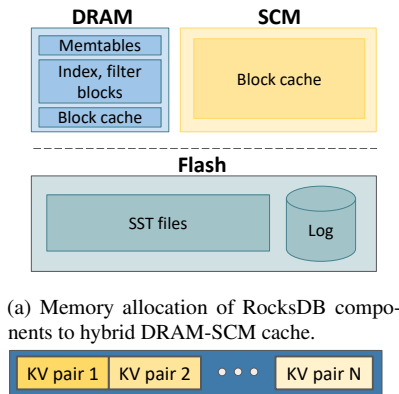 DRAM SCM
Memtables
Index, filter
blocks
Block cache
Block cache
Flash
SST files
Log
(a) Memory allocation of RocksDB compo-
nents to hybrid DRAM-SCM cache.
KV pair 1 KV pair 2 KV pair N